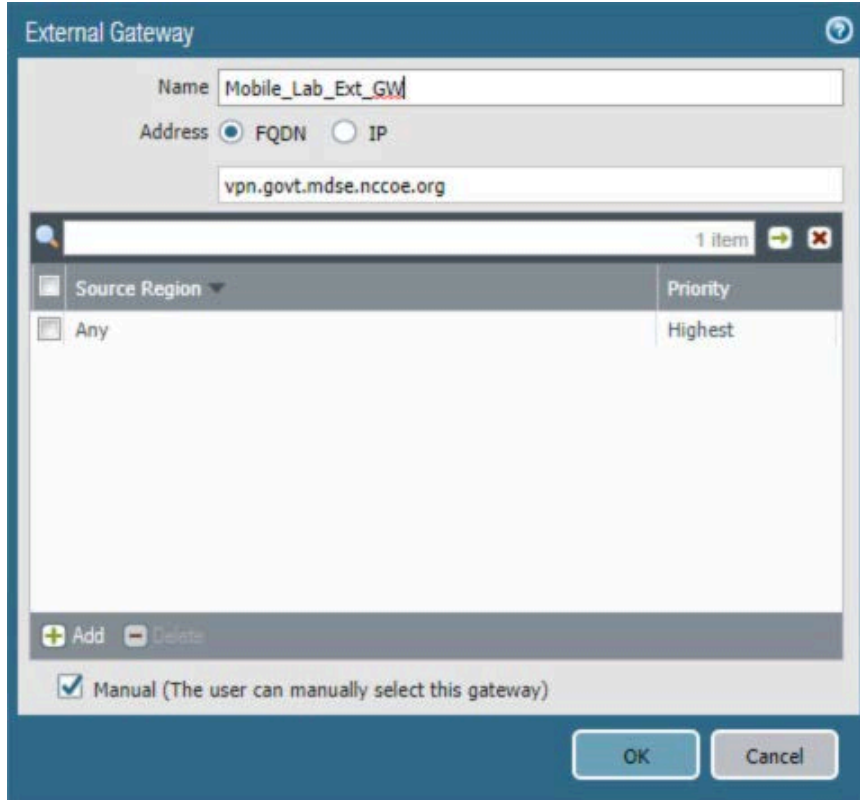 External Gateway
Name Mobile_Lab_Ext_GW
Address FQDN IP
vpn.govt.mdse.nccoe.org
1 item
Source Region Priority
Any Highest
Add Delete
Manual (The user can manually select this gateway)
OK Cancel